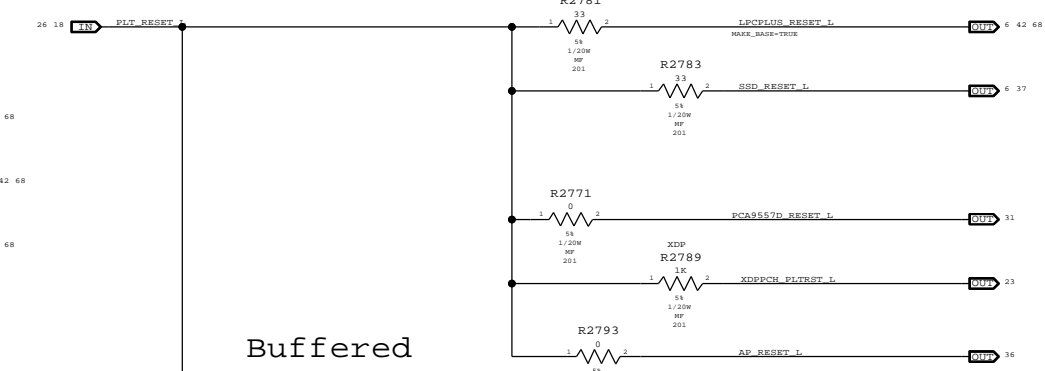 R2781
26 18 IN PLT_RESET_L 1 33 2 LPCPLUS_RESET_L OUT 6 42 68
5% MAKE_BASE=TRUE
1/20W
MF
201
R2783
33
1 2 SSD_RESET_L OUT 6 37
5%
1/20W
MF
201
68
42 68
R2771
0
1 2 PCA9557D_RESET_L OUT 31
5%
1/20W
MF
201
68
XDP
R2789
1K
1 2 XDPPCH_PLTRST_L OUT 23
5%
1/20W
MF
201
R2793
0
Buffered 1 2 AP_RESET_L OUT 36
5%